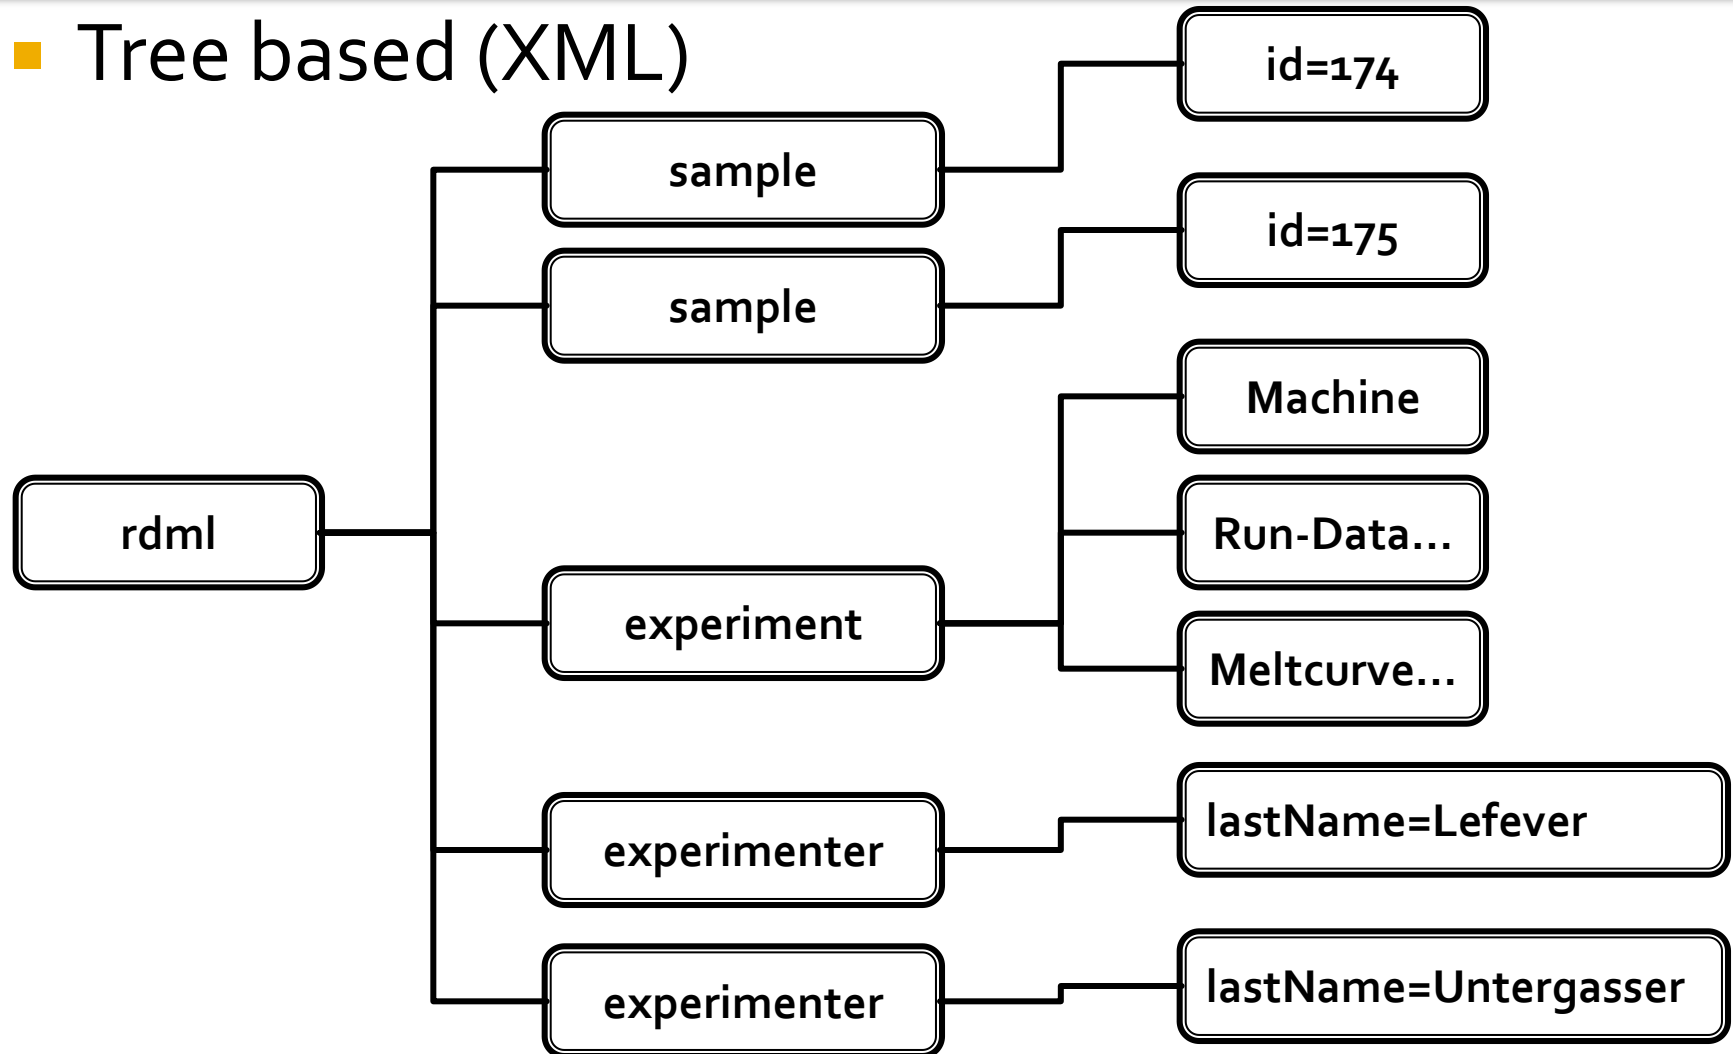 Tree based (XML)
id=174
sample
id=175
sample
Machine
rdml
Run-Data...
experiment
Meltcurve...
lastName=Lefever
experimenter
lastName=Untergasser
experimenter